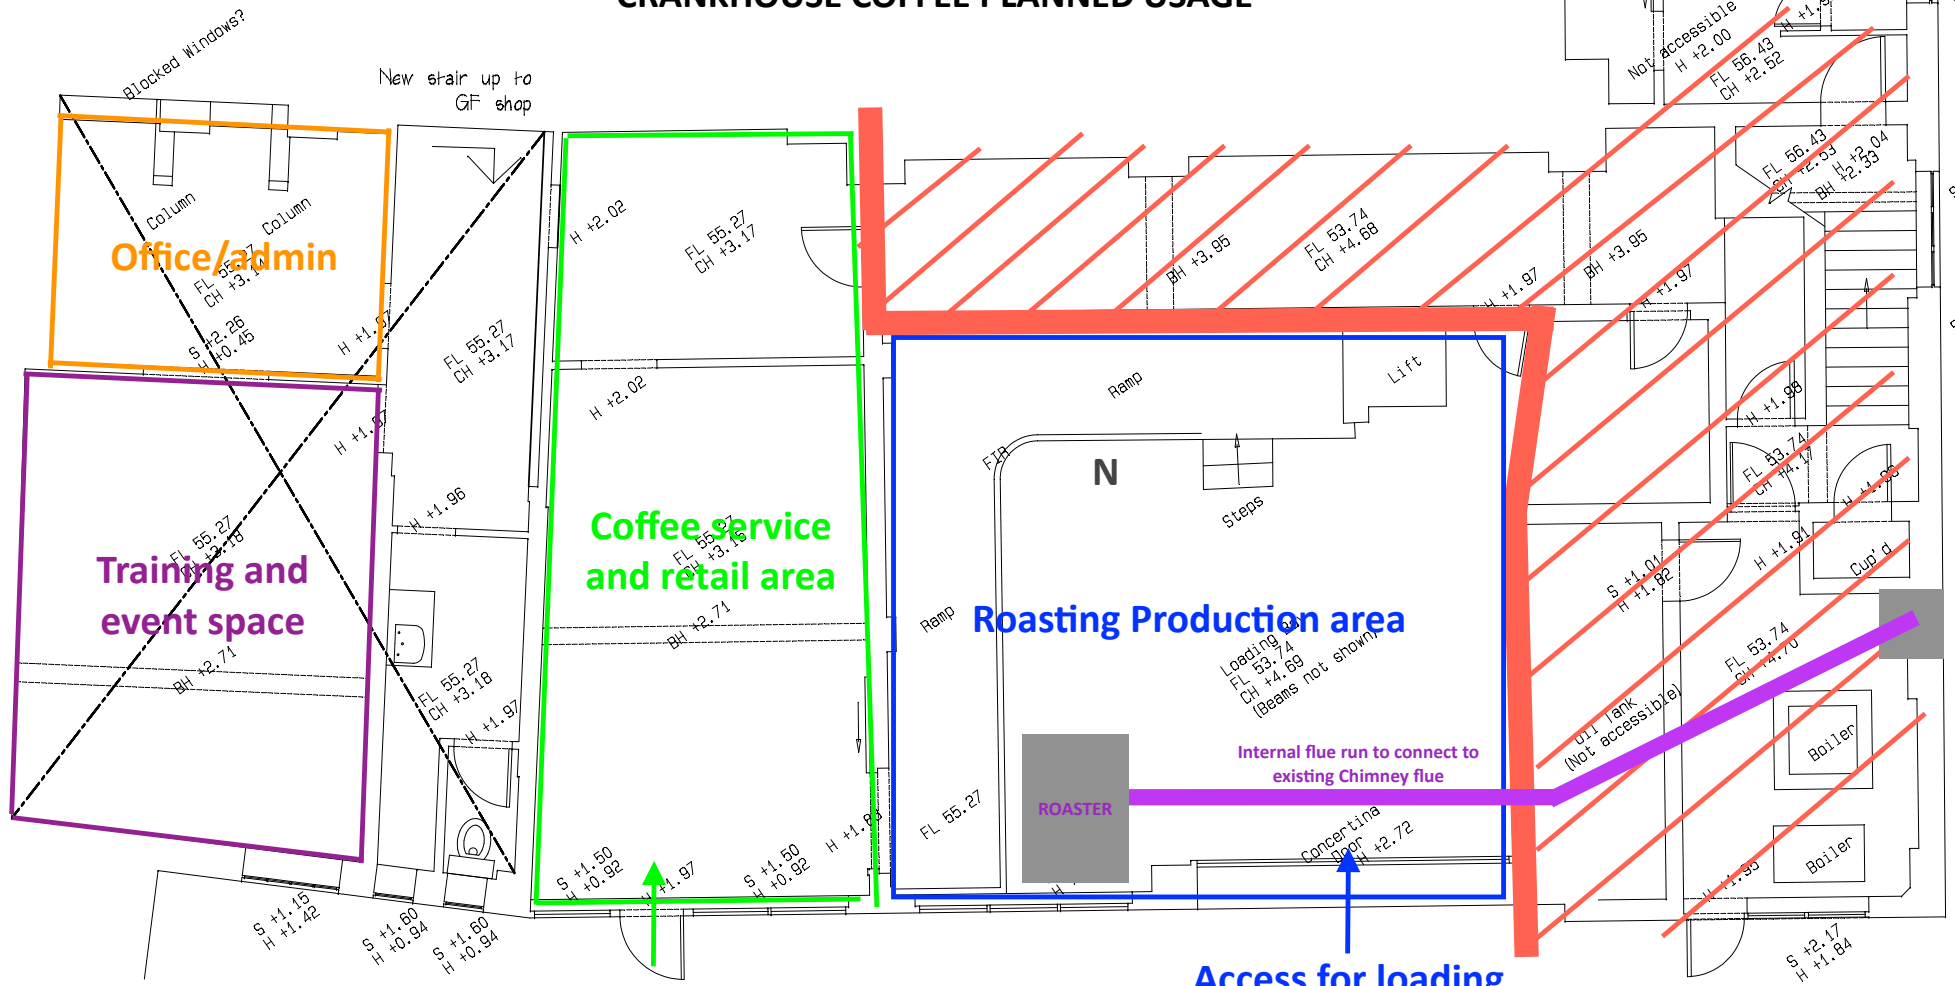 CRANKHOUSE COFFEE PLANNED USAGE
Blocked Windows?
New stair up to
GF shop
Not accessible
H +2.00
FL 56.43
CH +2.52
FL 56.43
CH +2.53
H +2.04
BH +2.33
Column
Column
Office/admin
CH +3.14
S +2.26
H +0.45
H +1.97
FL 55.27
CH +3.17
H +2.02
FL 55.27
CH +3.17
BH +3.95
FL 53.74
CH +4.68
BH +3.95
H +1.97
H +1.97
H +2.02
Ramp
Lift
H +1.97
H +1.96
FIR
N
Steps
H +1.98
FL 53.74
CH +4.17
Coffee service
and retail area
FL 55.27
CH +3.15
BH +2.71
Training and
event space
FL 55.27
BH +2.71
FL 55.27
CH +3.18
H +1.97
Ramp
Roasting Production area
Loading Bay
FL 53.74
CH +4.69
(Beams not shown)
S +1.01
H +1.82
H +1.91
Cup'd
FL 53.74
CH +4.70
Oil Tank
(Not accessible)
Boiler
Boiler
Internal flue run to connect to
existing Chimney flue
ROASTER
FL 55.27
Concertina
Door
H +2.72
S +1.50
H +0.92
H +1.97
S +1.50
H +0.92
H +1.95
S +1.15
H +1.42
S +1.60
H +0.94
S +1.60
H +0.94
S +2.17
H +1.84
Access for loading